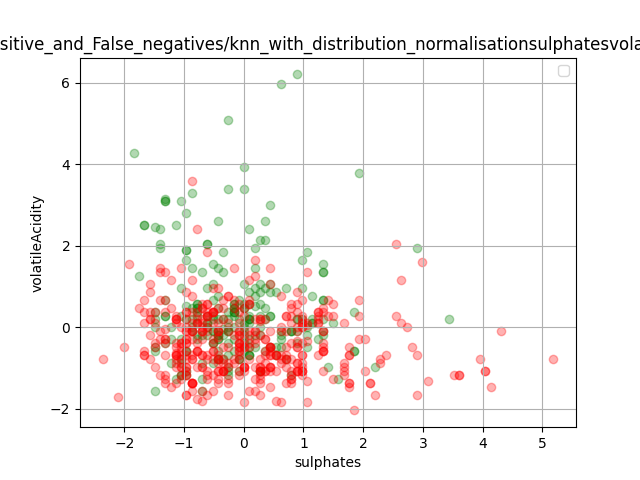 sitive_and_False_negatives/knn_with_distribution_normalisationsulphatesvola
6
4
2
0
−2
volatileAcidity
−2 −1 0 1 2 3 4 5
sulphates